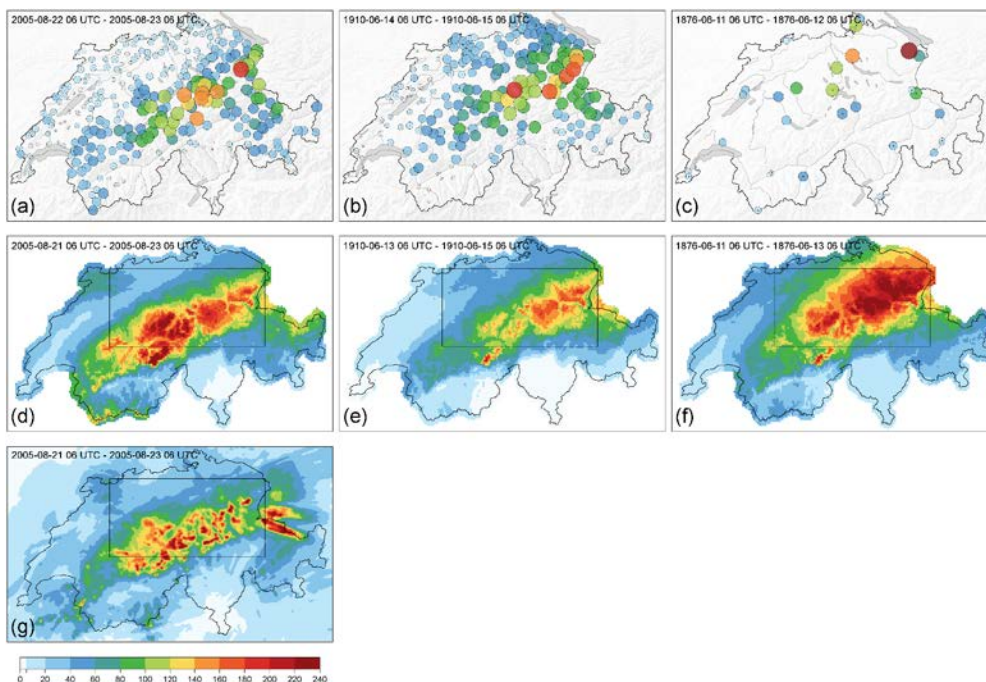 2005-08-22 06 UTC - 2005-08-23 06 UTC
(a)
1910-06-14 06 UTC - 1910-06-15 06 UTC
(b)
1876-06-11 06 UTC - 1876-06-12 06 UTC
(c)
2005-08-21 06 UTC - 2005-08-23 06 UTC
(d)
1910-06-13 06 UTC - 1910-06-15 06 UTC
(e)
1876-06-11 06 UTC - 1876-06-13 06 UTC
(f)
2005-08-21 06 UTC - 2005-08-23 06 UTC
(g)
0 20 40 60 80 100 120 140 160 180 200 220 240